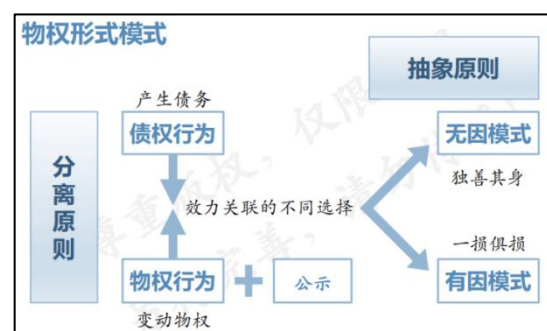 物权形式模式
抽象原则
产生债务
债权行为
无因模式
分离原则
独善其身
效力关联的不同选择
一损俱损
物权行为
公示
有因模式
变动物权